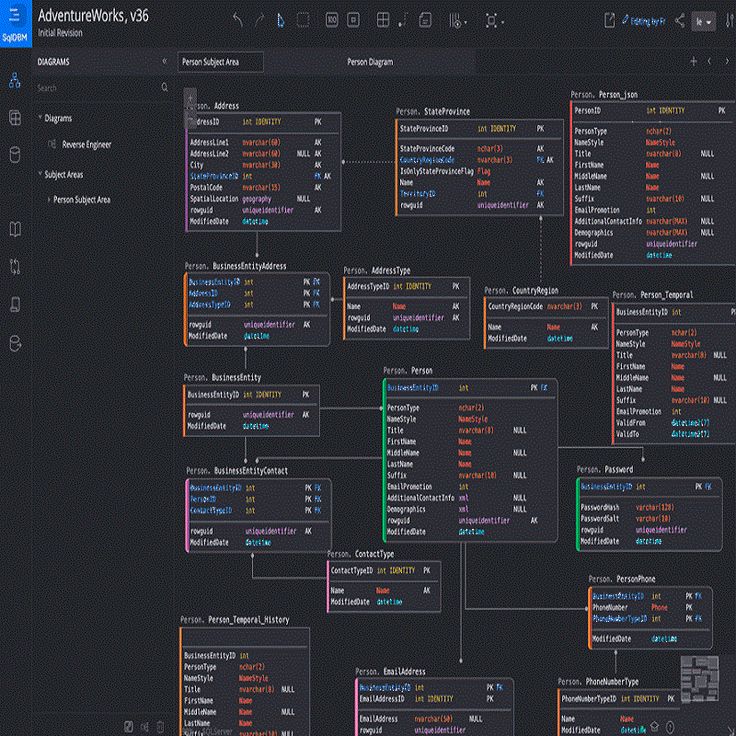 SqlDBM
AdventureWorks, v36
Initial Revision
100
Editing by Fr
le
DIAGRAMS
Search
Diagrams
Reverse Engineer
Subject Areas
Person Subject Area
Person Subject Area
Person Diagram
Person. Address
AddressID int IDENTITY PK
AddressLine1 nvarchar(60) AK
AddressLine2 nvarchar(60) NULL AK
City nvarchar(30) AK
StateProvinceID int FK AK
PostalCode nvarchar(15) AK
SpatialLocation geography NULL
rowguid uniqueidentifier AK
ModifiedDate datetime
Person. StateProvince
StateProvinceID int IDENTITY PK
StateProvinceCode nchar(3) AK
CountryRegionCode nvarchar(3) FK AK
IsOnlyStateProvinceFlag Flag
Name Name AK
TerritoryID int FK
rowguid uniqueidentifier AK
Person. Person_json
PersonID int IDENTITY PK
PersonType nchar(2)
NameStyle NameStyle
Title nvarchar(8) NULL
FirstName Name
MiddleName Name NULL
LastName Name
Suffix nvarchar(10) NULL
EmailPromotion int
AdditionalContactInfo nvarchar(MAX) NULL
Demographics nvarchar(MAX) NULL
rowguid uniqueidentifier
ModifiedDate datetime
Person. BusinessEntityAddress
BusinessEntityID int PK FK
AddressID int PK FK
AddressTypeID int PK FK
rowguid uniqueidentifier AK
ModifiedDate datetime
Person. AddressType
AddressTypeID int IDENTITY PK
Name Name AK
rowguid uniqueidentifier AK
ModifiedDate datetime
Person. CountryRegion
CountryRegionCode nvarchar(3) PK
Name Name AK
ModifiedDate datetime
Person. Person_Temporal
BusinessEntityID int
PersonType nchar(2)
NameStyle NameStyle
Title nvarchar(8) NULL
FirstName Name
MiddleName Name NULL
LastName Name
Suffix nvarchar(10) NULL
EmailPromotion int
ValidFrom datetime2(7)
ValidTo datetime2(7)
Person. BusinessEntity
BusinessEntityID int IDENTITY PK
rowguid uniqueidentifier AK
ModifiedDate datetime
Person. Person
BusinessEntityID int PK FK
PersonType nchar(2)
NameStyle NameStyle
Title nvarchar(8) NULL
FirstName Name
MiddleName Name NULL
LastName Name
Suffix nvarchar(10) NULL
EmailPromotion int
AdditionalContactInfo xml NULL
Demographics xml NULL
rowguid uniqueidentifier AK
ModifiedDate datetime
Person. BusinessEntityContact
BusinessEntityID int PK FK
PersonID int PK FK
ContactTypeID int PK FK
rowguid uniqueidentifier AK
ModifiedDate datetime
Person. Password
BusinessEntityID int PK FK
PasswordHash varchar(128)
PasswordSalt varchar(10)
rowguid uniqueidentifier
ModifiedDate datetime
Person. ContactType
ContactTypeID int IDENTITY PK
Name Name AK
ModifiedDate datetime
Person. PersonPhone
BusinessEntityID int PK FK
PhoneNumber Phone PK
PhoneNumberTypeID int PK FK
ModifiedDate datetime
Person. Person_Temporal_History
BusinessEntityID int
PersonType nchar(2)
NameStyle NameStyle
Title nvarchar(8) NULL
FirstName Name
MiddleName Name NULL
LastName Name
Suffix nvarchar(10) NULL
Person. EmailAddress
BusinessEntityID int PK FK
EmailAddressID int IDENTITY PK
EmailAddress nvarchar(50) NULL AK
rowguid uniqueidentifier
Person. PhoneNumberType
PhoneNumberTypeID int IDENTITY PK
Name Name
ModifiedDate datetime
SQLServer